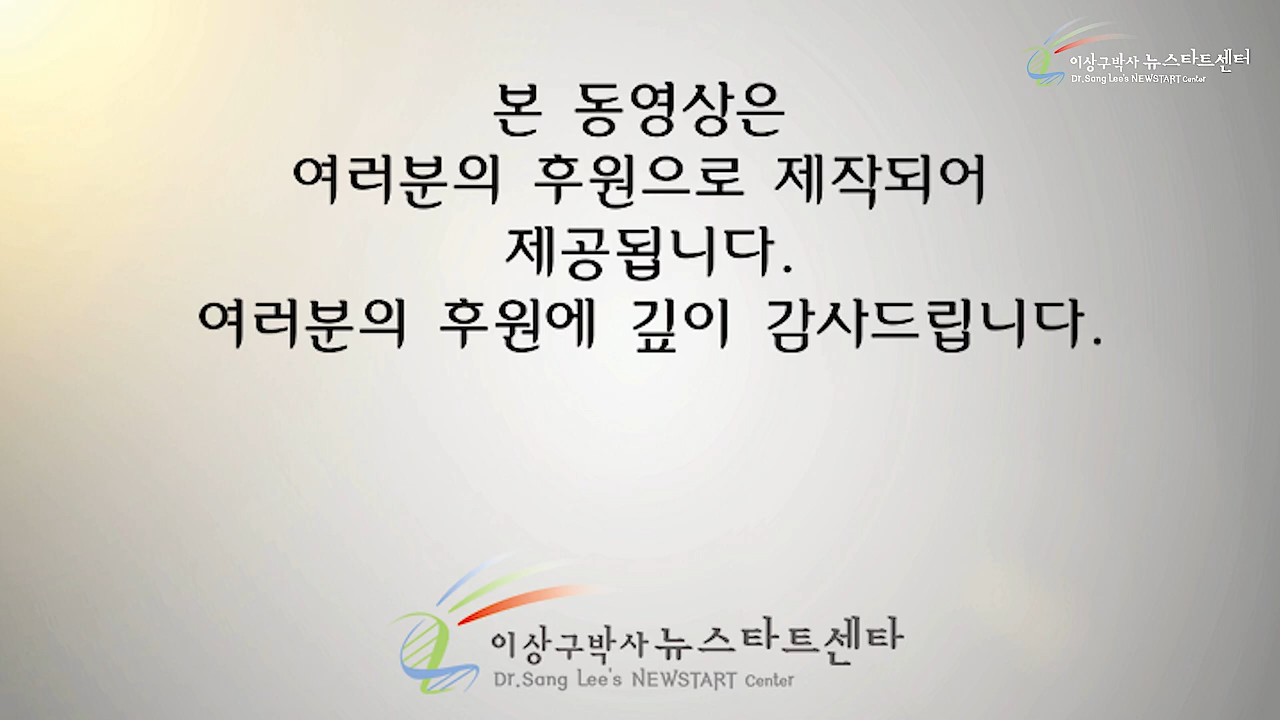 이상구박사 뉴스타트센터
Dr.Sang Lee's NEWSTART Center
본 동영상은
여러분의 후원으로 제작되어
제공됩니다.
여러분의 후원에 깊이 감사드립니다.
이상구박사 뉴스타트센타
Dr.Sang Lee's NEWSTART Center